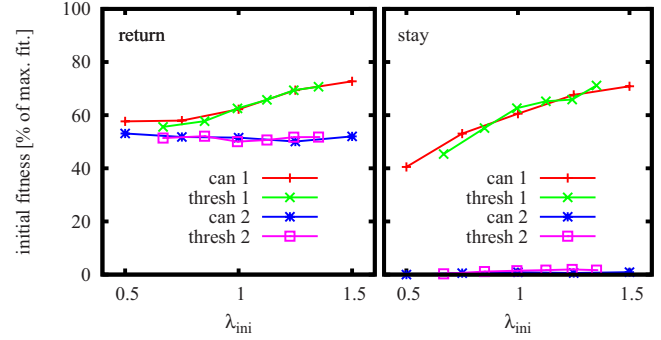 initial fitness [% of max. fit.]
100
80
60
40
20
0
return
can 1
thresh 1
can 2
thresh 2
0.5
1
1.5
λini
stay
can 1
thresh 1
can 2
thresh 2
0.5
1
1.5
λini